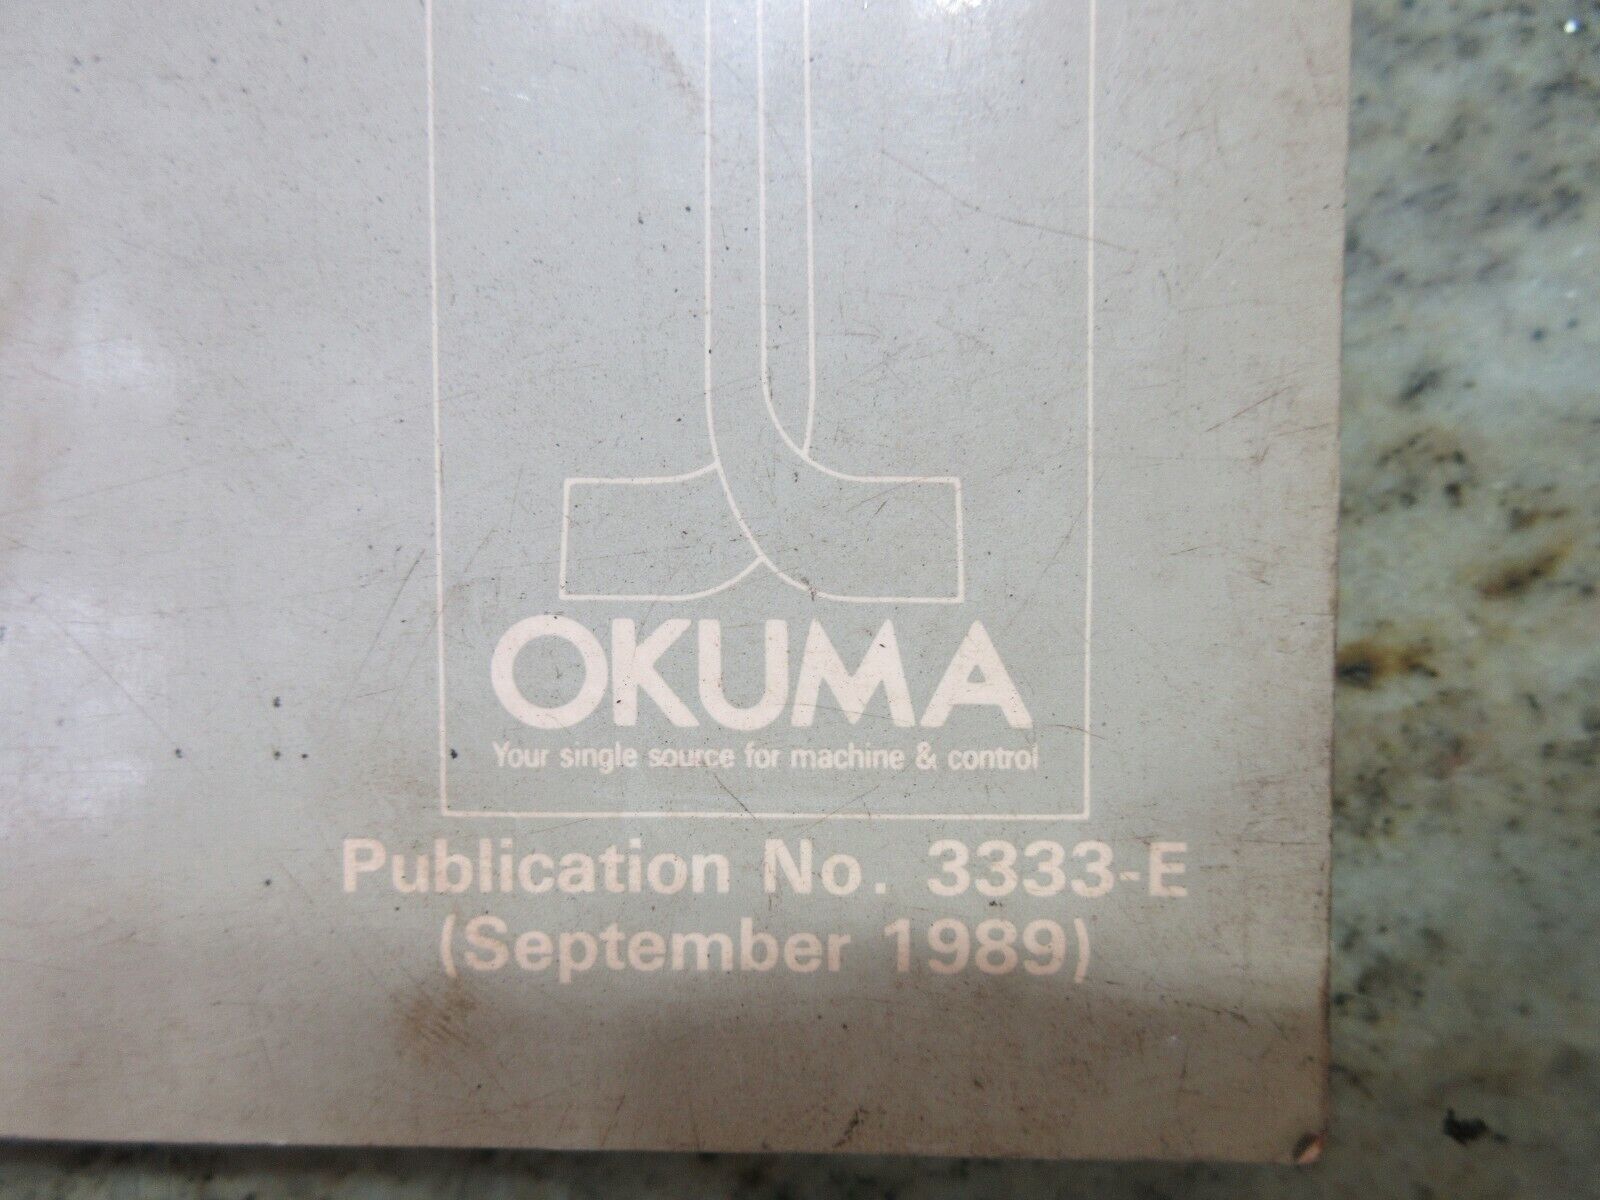 OKUMA
Your single source for machine & control
Publication No. 3333-E
(September 1989)